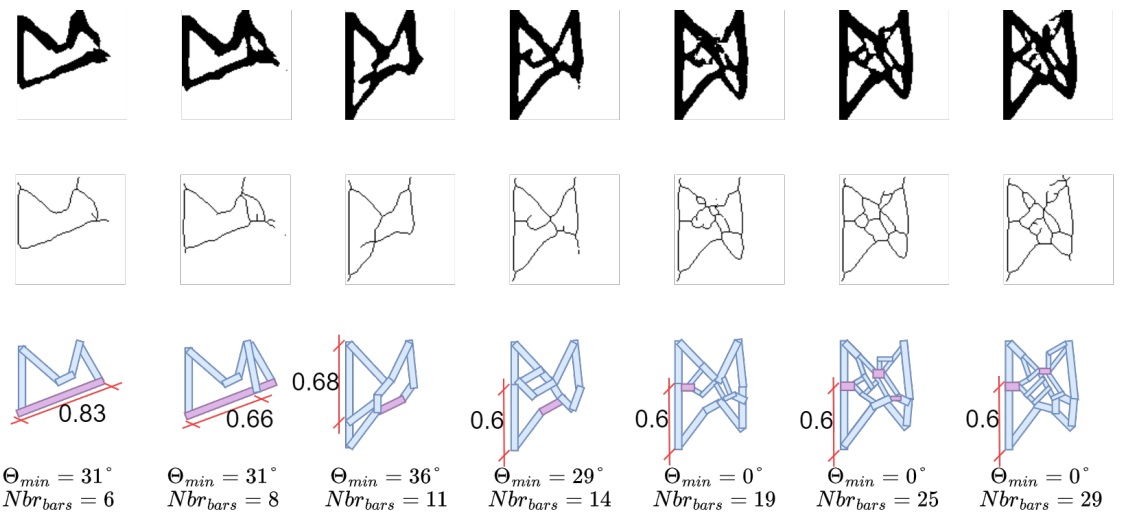 0.83
0.66
0.68
0.6
0.6
0.6
0.6
Θmin = 31°
Nbrbars = 6
Θmin = 31°
Nbrbars = 8
Θmin = 36°
Nbrbars = 11
Θmin = 29°
Nbrbars = 14
Θmin = 0°
Nbrbars = 19
Θmin = 0°
Nbrbars = 25
Θmin = 0°
Nbrbars = 29